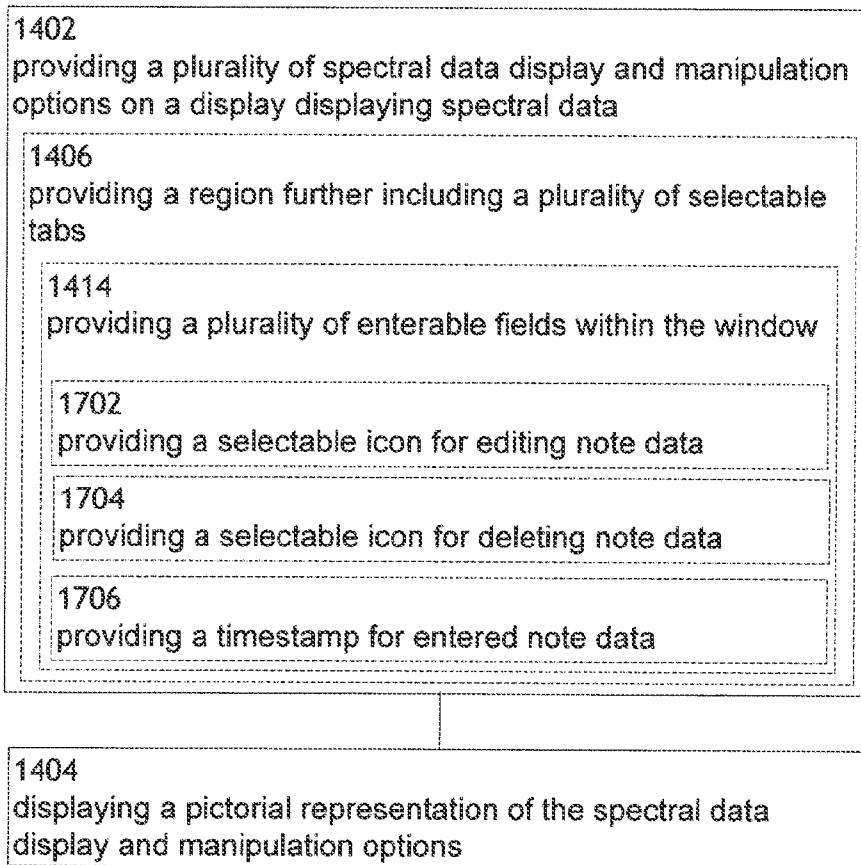 1402
providing a plurality of spectral data display and manipulation
options on a display displaying spectral data
1406
providing a region further including a plurality of selectable
tabs
1414
providing a plurality of enterable fields within the window
1702
providing a selectable icon for editing note data
1704
providing a selectable icon for deleting note data
1706
providing a timestamp for entered note data
1404
displaying a pictorial representation of the spectral data
display and manipulation options